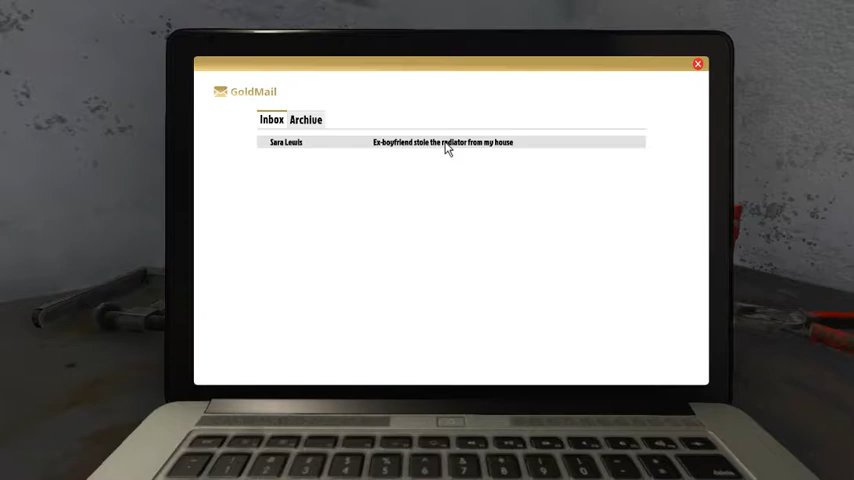 GoldMail
Inbox Archive
Sara Lewis Ex-boyfriend stole the radiator from my house